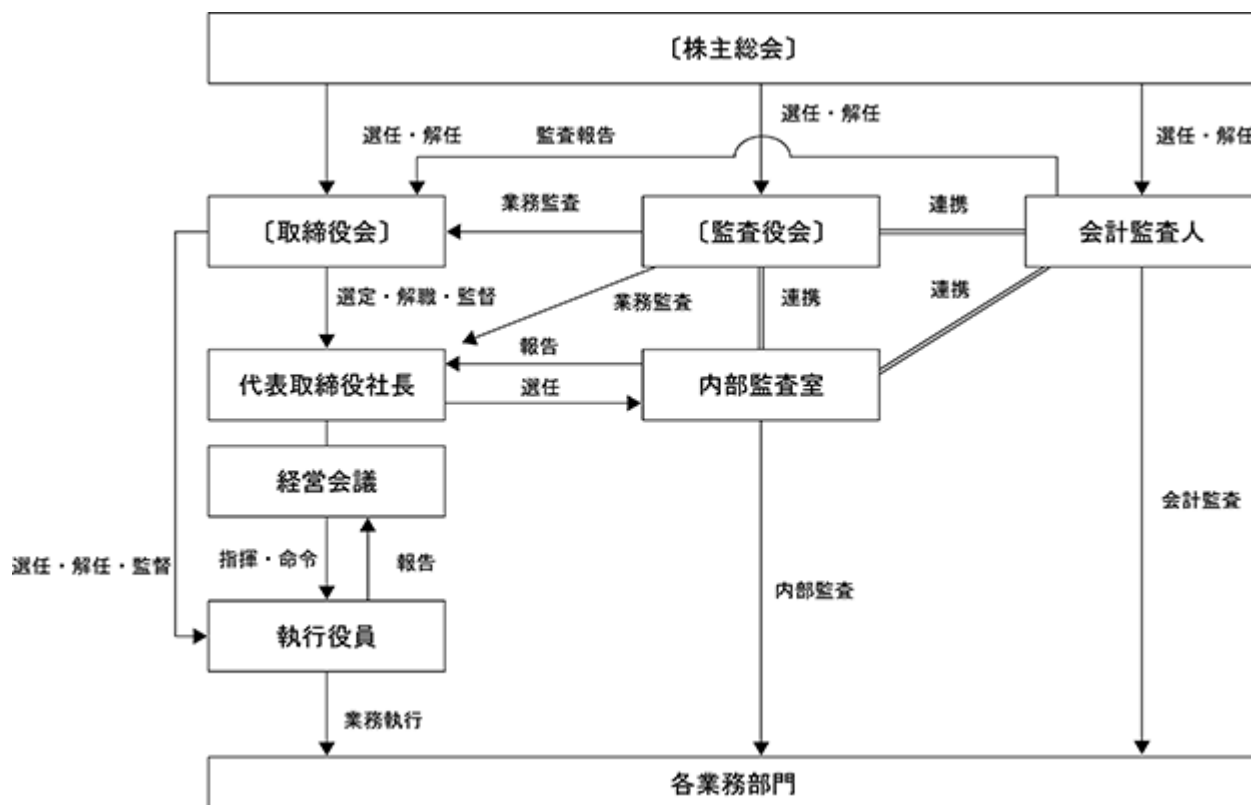 〔株主総会〕
選任・解任
監査報告
選任・解任
選任・解任
〔取締役会〕
業務監査
〔監査役会〕
連携
会計監査人
選定・解職・監督
業務監査
連携
連携
代表取締役社長
報告
選任
内部監査室
経営会議
選任・解任・監督
指揮・命令
報告
内部監査
会計監査
執行役員
業務執行
各業務部門